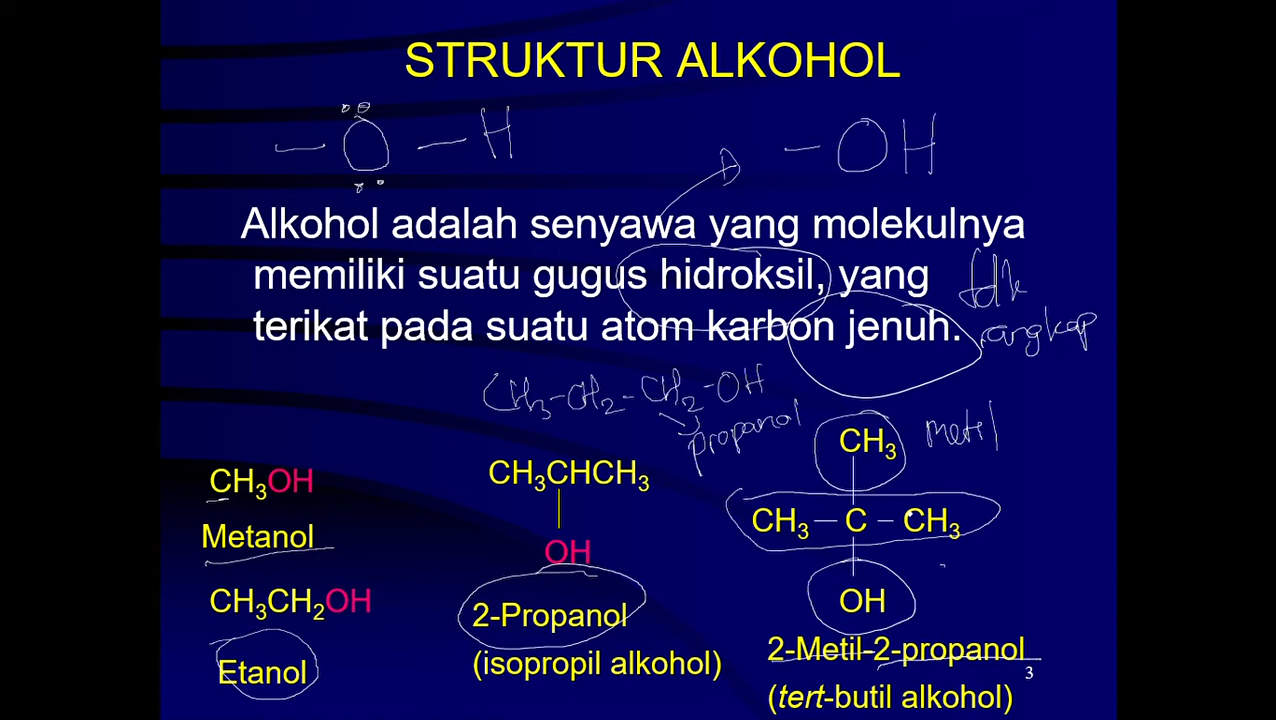 STRUKTUR ALKOHOL
— O — H
— OH
Alkohol adalah senyawa yang molekulnya
memiliki suatu gugus hidroksil, yang
terikat pada suatu atom karbon jenuh.
tdk
rangkap
CH₃-CH₂-CH₂-OH
propanol
CH₃
metil
CH₃OH
Metanol
CH₃CHCH₃
OH
CH₃ — C — CH₃
OH
CH₃CH₂OH
Etanol
2-Propanol
(isopropil alkohol)
2-Metil-2-propanol
(tert-butil alkohol)
3